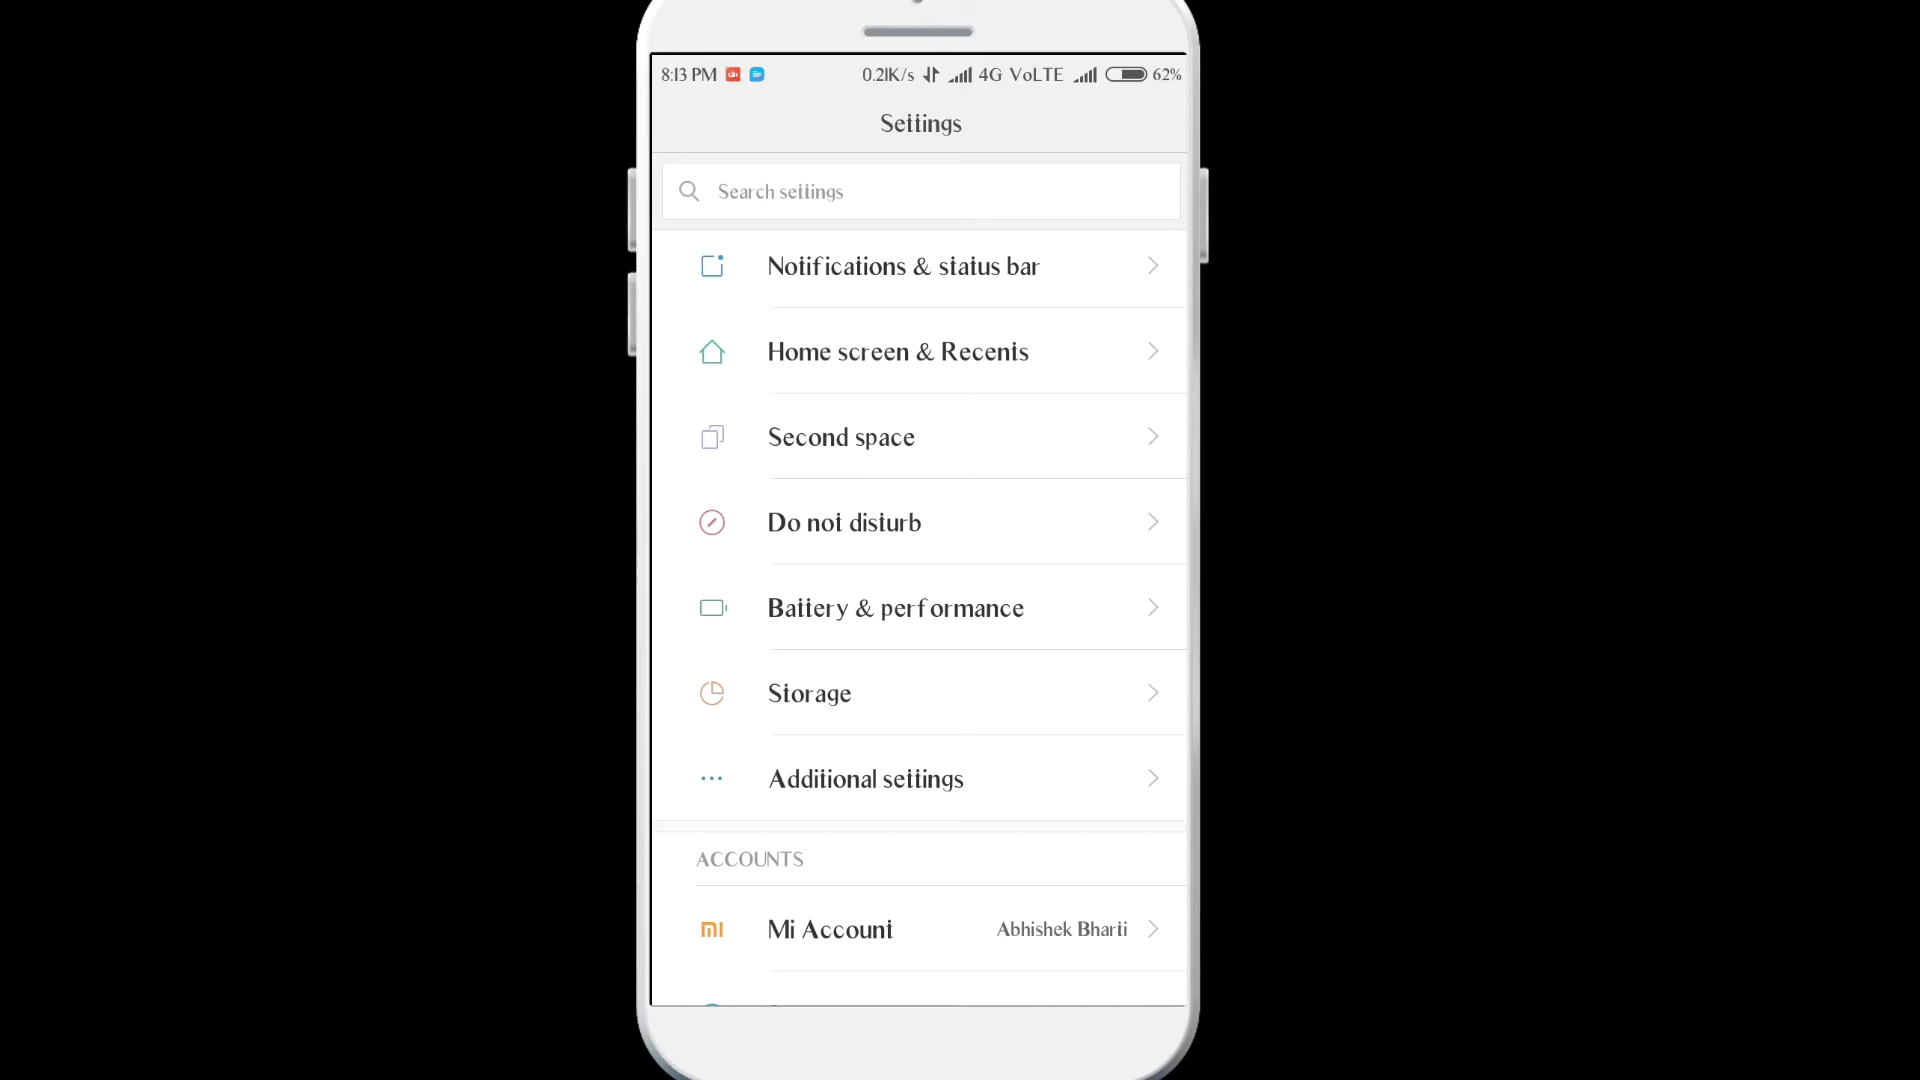 8:13 PM 0.21K/s 4G VoLTE 62%
Settings
Search settings
Notifications & status bar
Home screen & Recents
Second space
Do not disturb
Battery & performance
Storage
Additional settings
ACCOUNTS
Mi Account Abhishek Bharti